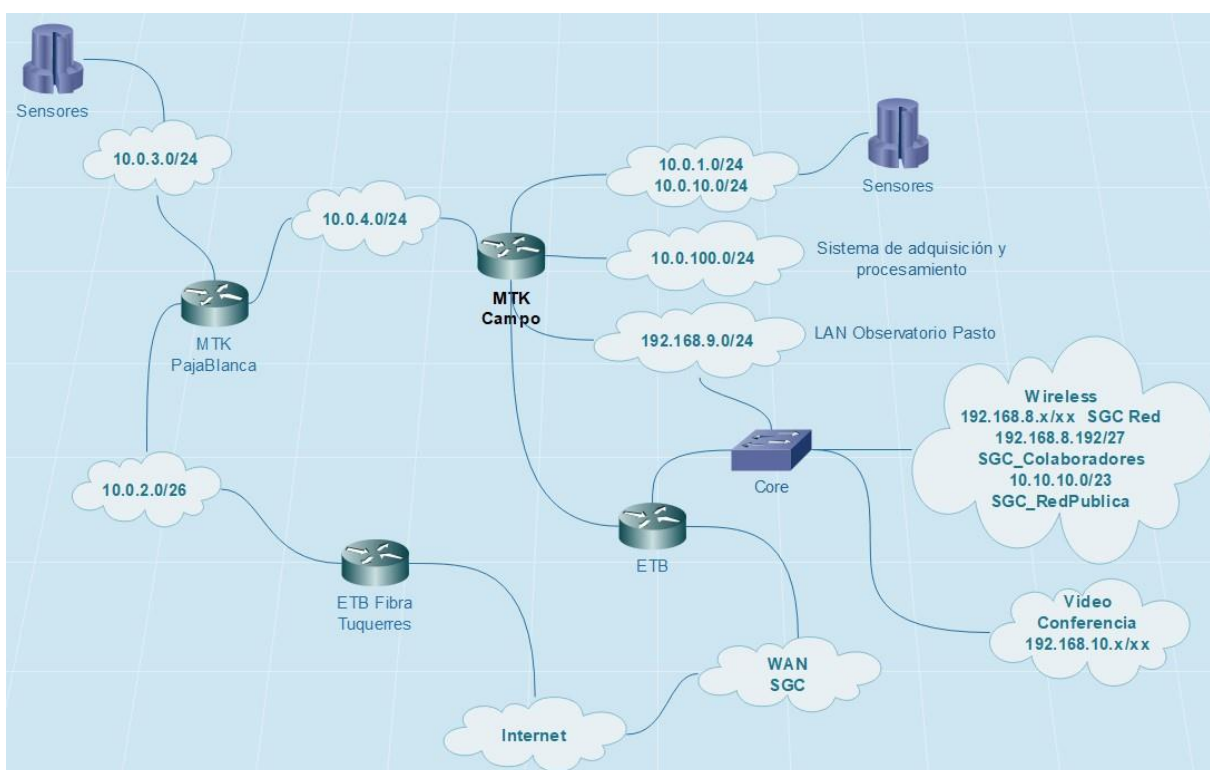 Sensores
10.0.3.0/24
10.0.4.0/24
10.0.1.0/24
10.0.10.0/24
Sensores
10.0.100.0/24
Sistema de adquisición y
procesamiento
MTK
Campo
MTK
PajaBlanca
192.168.9.0/24
LAN Observatorio Pasto
Wireless
192.168.8.x/xx SGC Red
192.168.8.192/27
SGC_Colaboradores
10.10.10.0/23
SGC_RedPublica
Core
10.0.2.0/26
ETB
ETB Fibra
Tuquerres
Video
Conferencia
192.168.10.x/xx
WAN
SGC
Internet